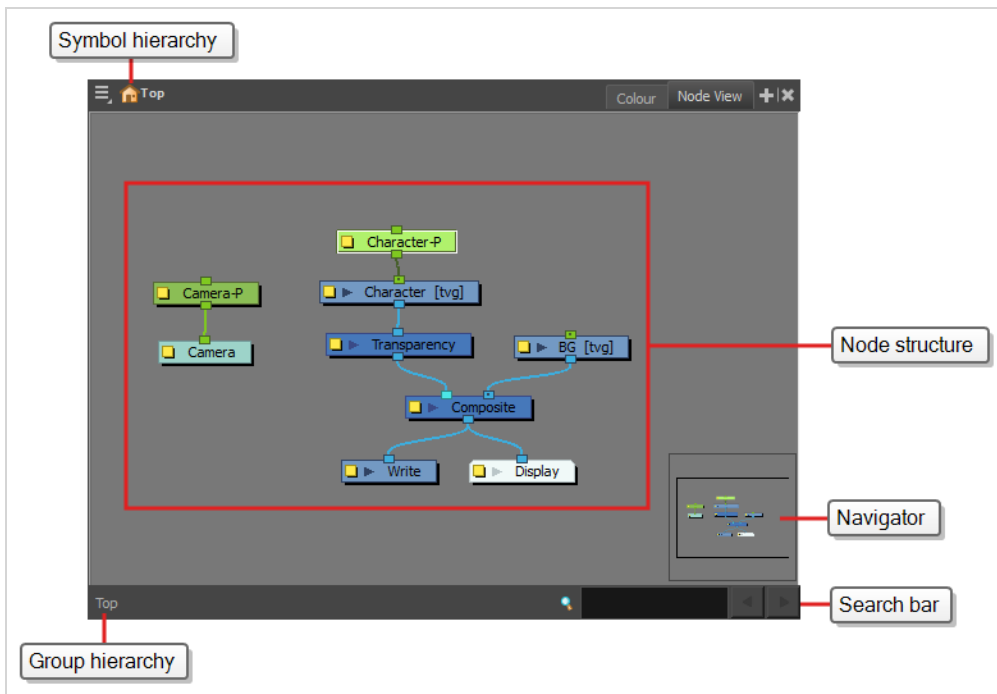 Symbol hierarchy
Top
Colour
Node View
Character-P
Camera-P
Character [tvg]
Camera
Transparency
BG [tvg]
Node structure
Composite
Write
Display
Navigator
Top
Search bar
Group hierarchy